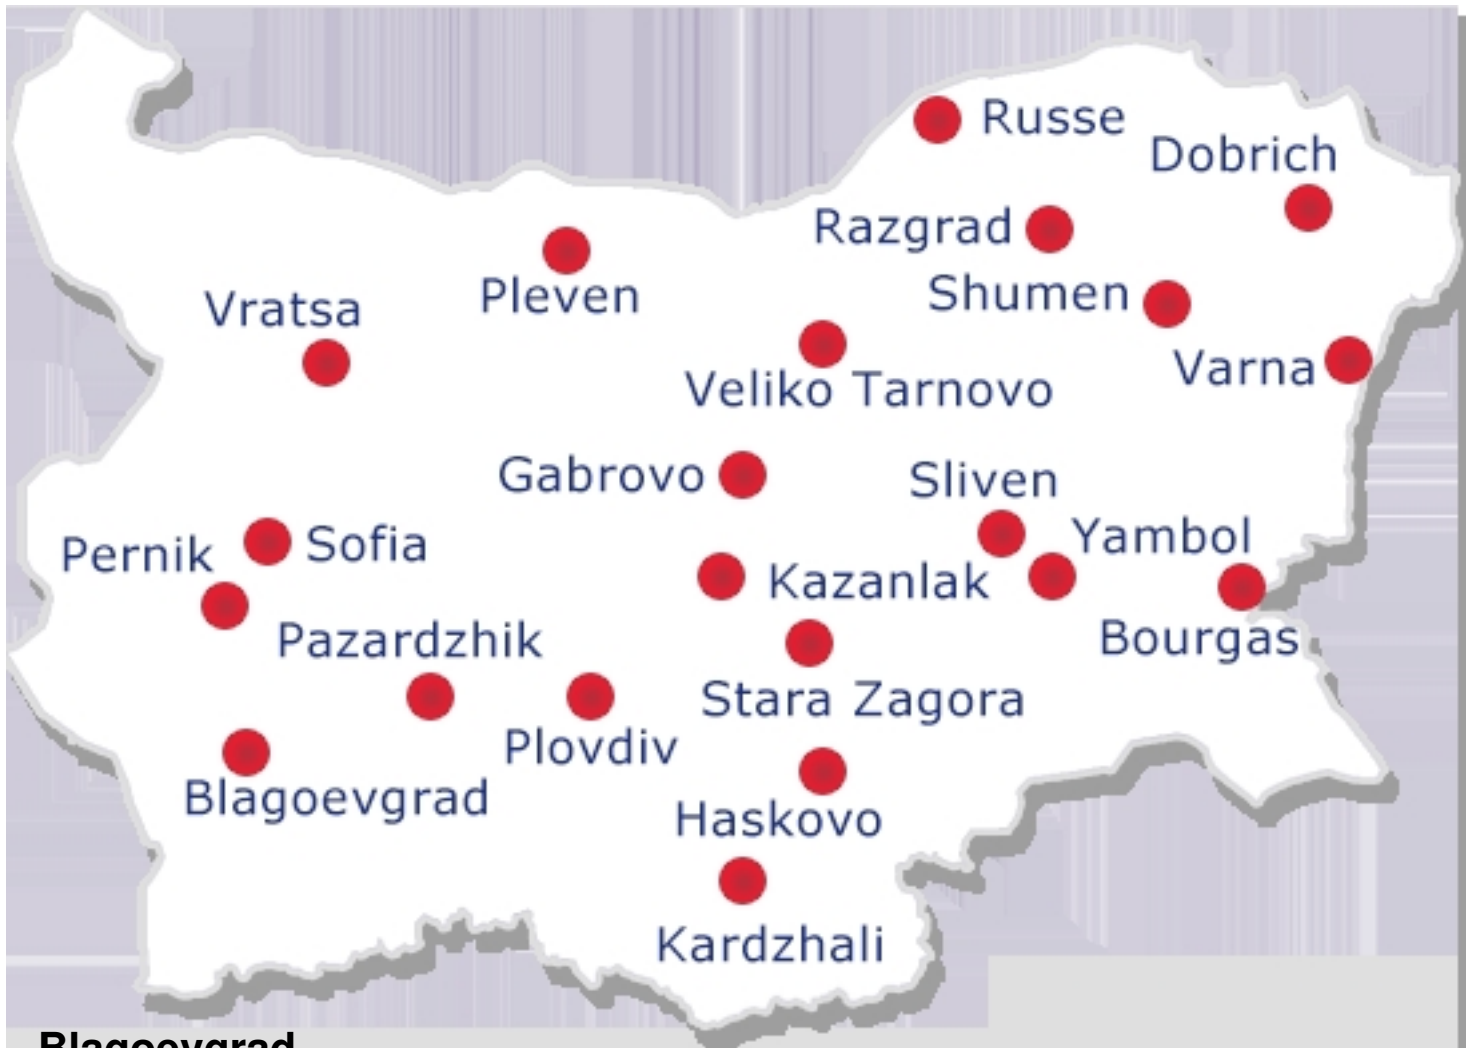 Russe
Dobrich
Razgrad
Pleven
Shumen
Vratsa
Varna
Veliko Tarnovo
Gabrovo
Sliven
Yambol
Sofia
Pernik
Kazanlak
Pazardzhik
Bourgas
Stara Zagora
Plovdiv
Blagoevgrad
Haskovo
Kardzhali
Blagoevgrad